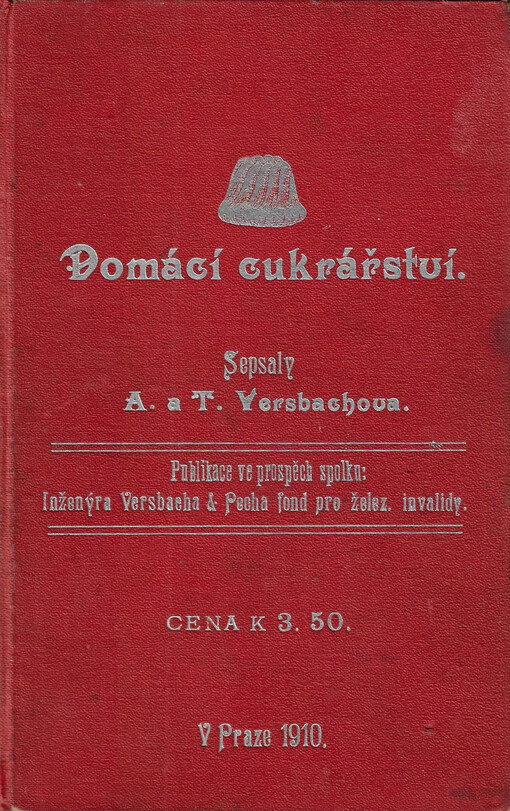 Domácí cukrářství.
Sepsaly
A. a T. Versbachova.
Publikace ve prospěch spolku:
Inženýra Versbacha & Pecha fond pro želez. invalidy.
CENA K 3. 50.
V Praze 1910.